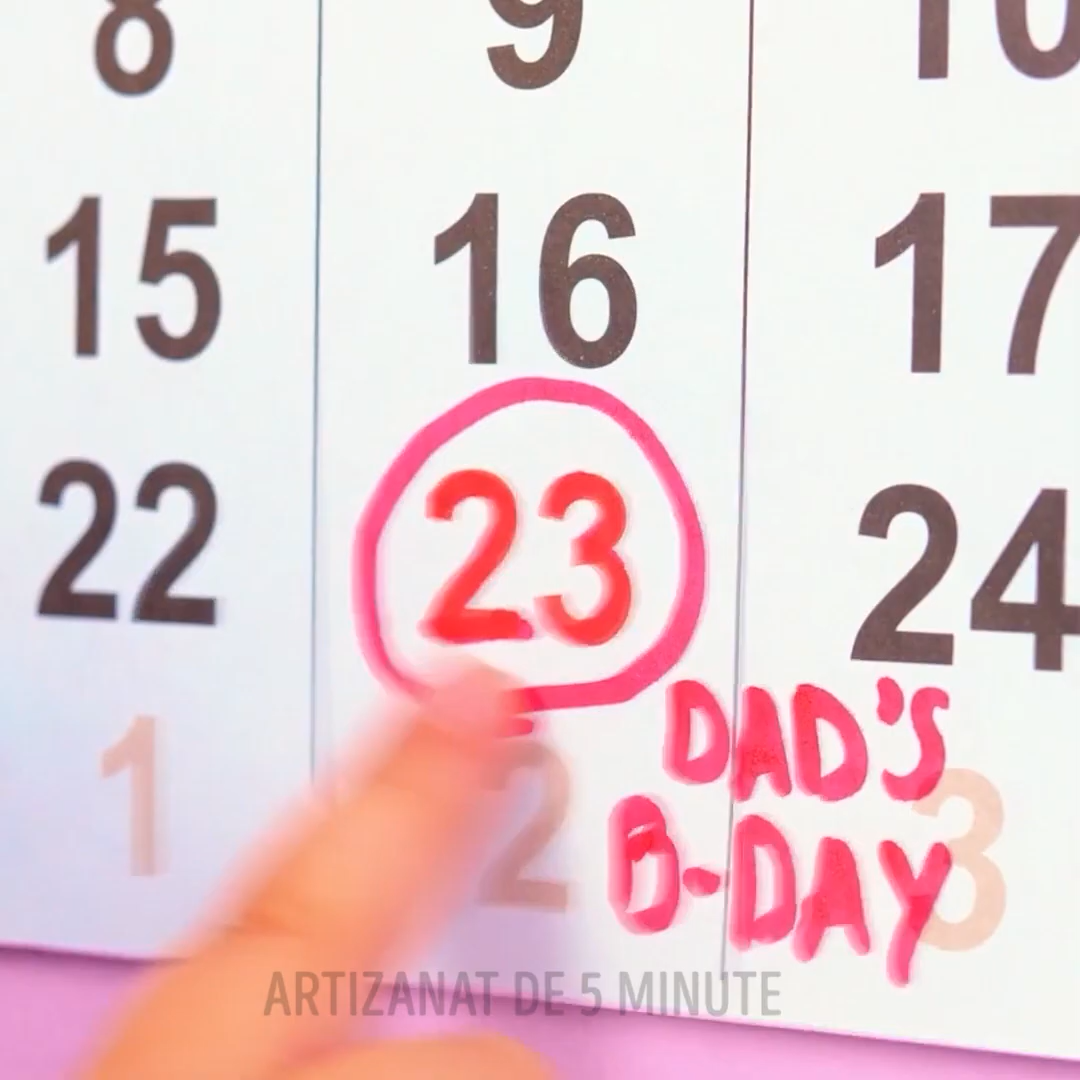 8 9 10
15 16 17
22 23 24
DAD'S
1 2 3
B-DAY
ARTIZANAT DE 5 MINUTE